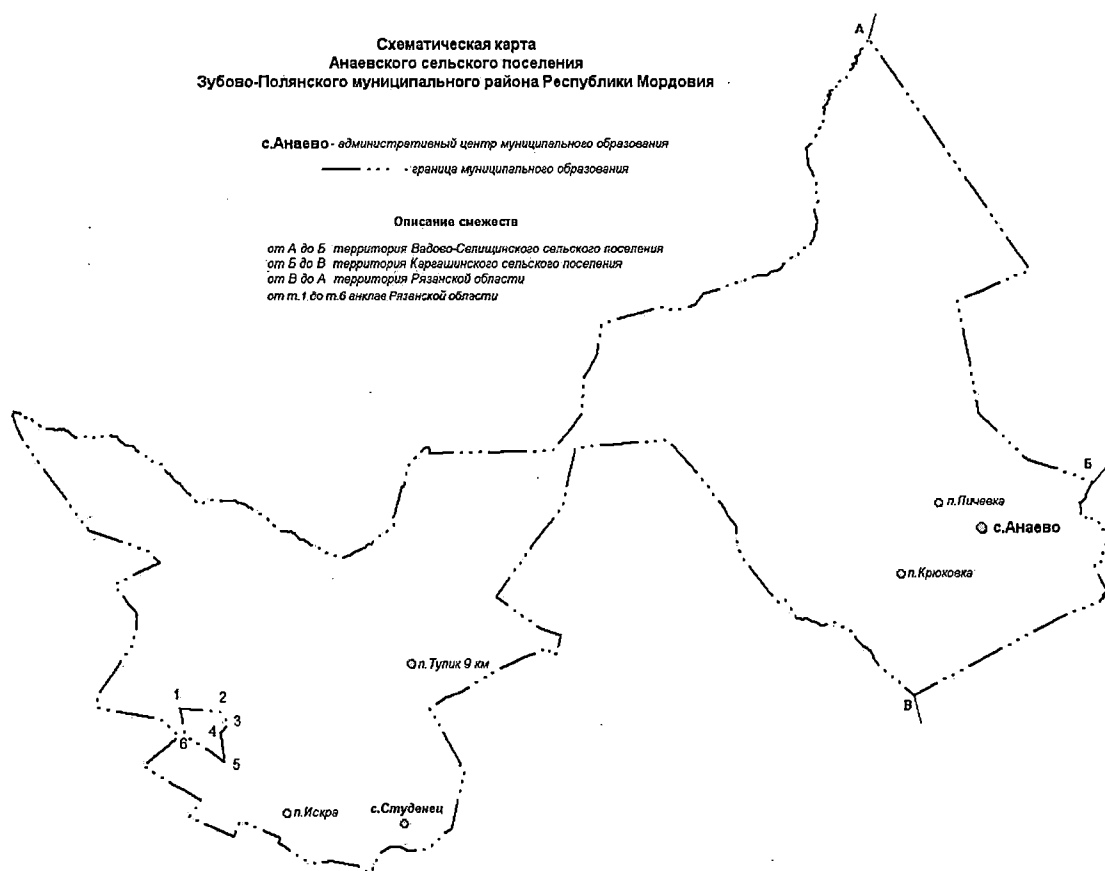 Схематическая карта
Анаевского сельского поселения
Зубово-Полянского муниципального района Республики Мордовия
с.Анаево - административный центр муниципального образования
- граница муниципального образования
Описание смежеств
от А до Б территория Вадово-Селищинского сельского поселения
от Б до В территория Каргашинского сельского поселения
от В до А территория Рязанской области
от т.1 до т.6 анклав Рязанской области
А
Б
п.Пичевка
с.Анаево
п.Крюковка
п.Тупик 9 км
В
1
2
3
4
6
5
п.Искра
с.Студенец